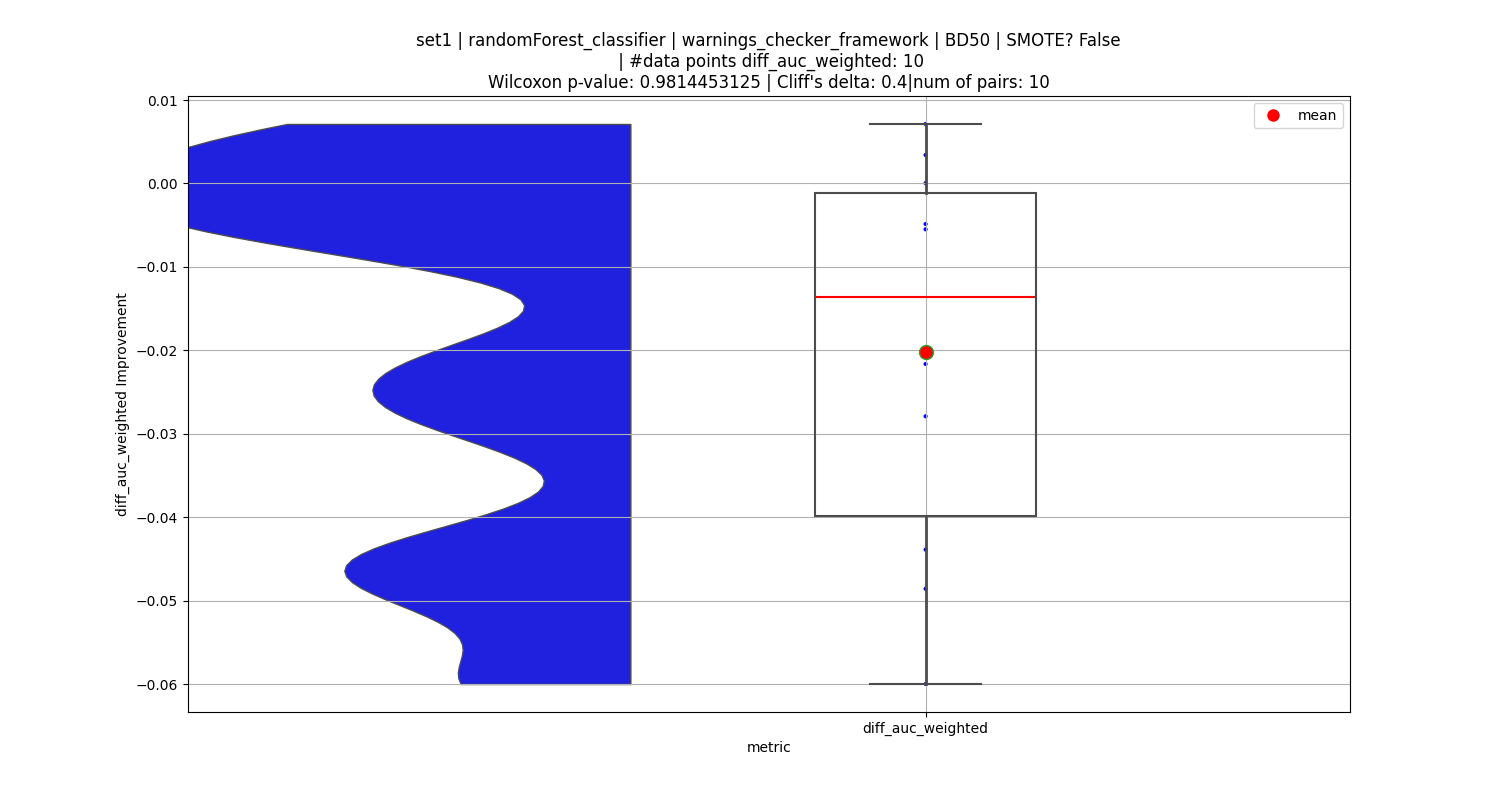 set1 | randomForest_classifier | warnings_checker_framework | BD50 | SMOTE? False
| #data points diff_auc_weighted: 10
Wilcoxon p-value: 0.9814453125 | Cliff's delta: 0.4|num of pairs: 10
mean
0.01
0.00
−0.01
−0.02
−0.03
−0.04
−0.05
−0.06
diff_auc_weighted Improvement
diff_auc_weighted
metric